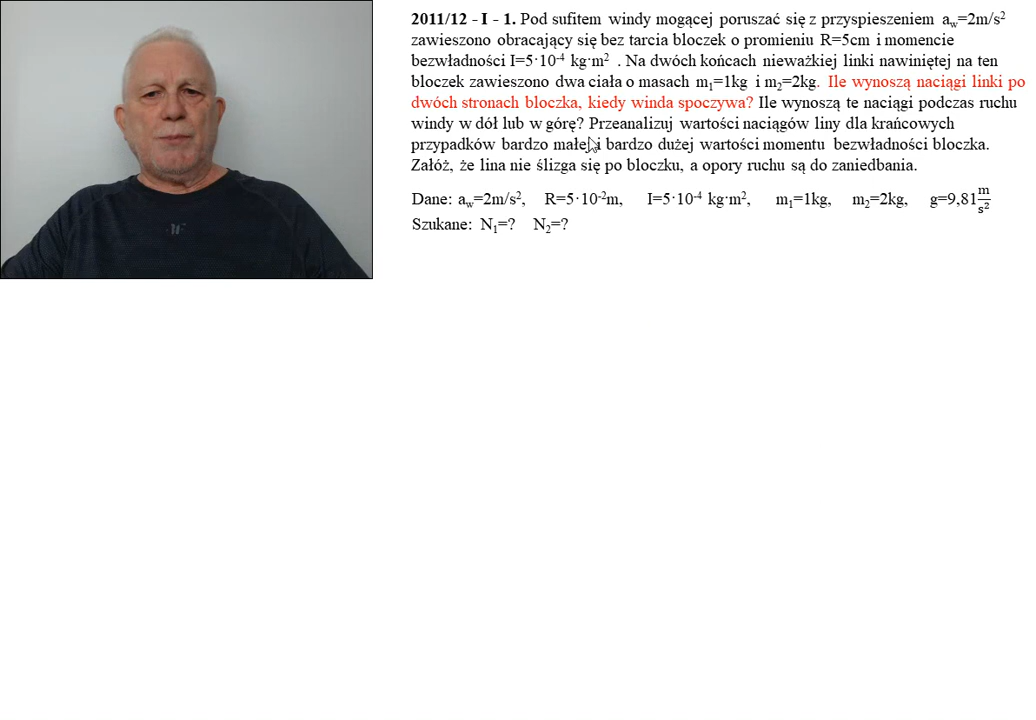 2011/12 - I - 1. Pod sufitem windy mogącej poruszać się z przyspieszeniem a_w=2m/s²
zawieszono obracający się bez tarcia bloczek o promieniu R=5cm i momencie
bezwładności I=5·10⁻⁴ kg·m² . Na dwóch końcach nieważkiej linki nawiniętej na ten
bloczek zawieszono dwa ciała o masach m₁=1kg i m₂=2kg. Ile wynoszą naciągi linki po
dwóch stronach bloczka, kiedy winda spoczywa? Ile wynoszą te naciągi podczas ruchu
windy w dół lub w górę? Przeanalizuj wartości naciągów liny dla krańcowych
przypadków bardzo małej i bardzo dużej wartości momentu bezwładności bloczka.
Załóż, że lina nie ślizga się po bloczku, a opory ruchu są do zaniedbania.
Dane: a_w=2m/s², R=5·10⁻²m, I=5·10⁻⁴ kg·m², m₁=1kg, m₂=2kg, g=9,81 m/s²
Szukane: N₁=? N₂=?